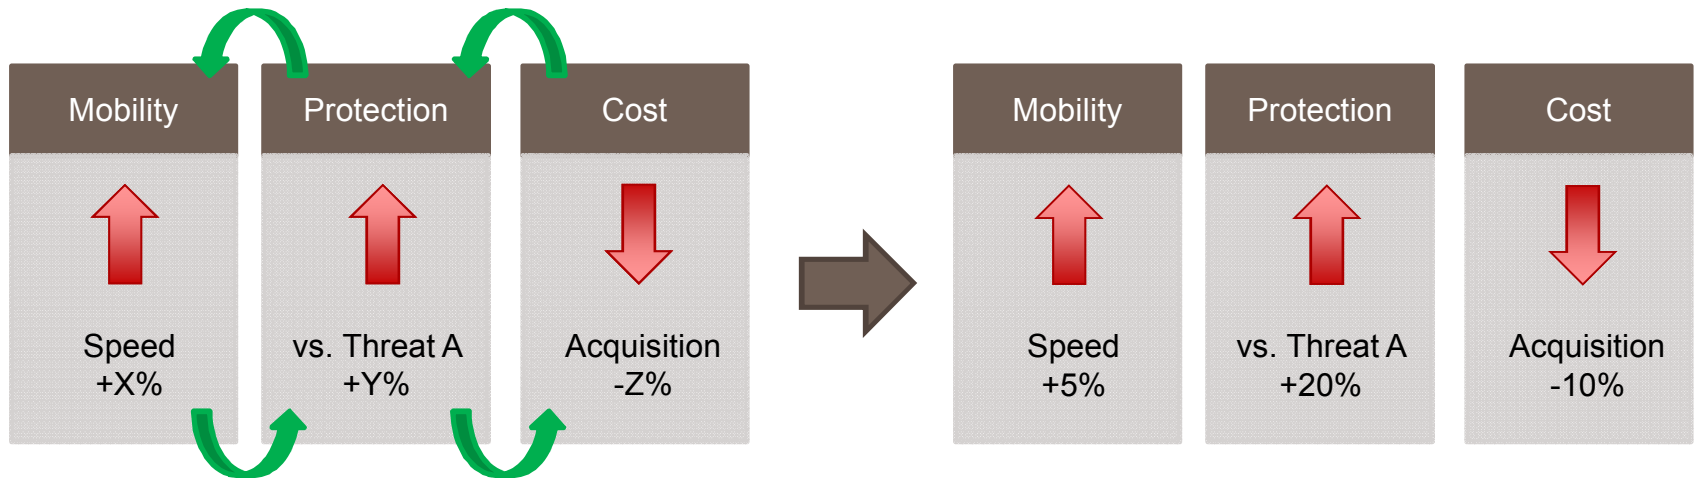 Mobility
Protection
Cost
Speed
+X%
vs. Threat A
+Y%
Acquisition
-Z%
Mobility
Protection
Cost
Speed
+5%
vs. Threat A
+20%
Acquisition
-10%